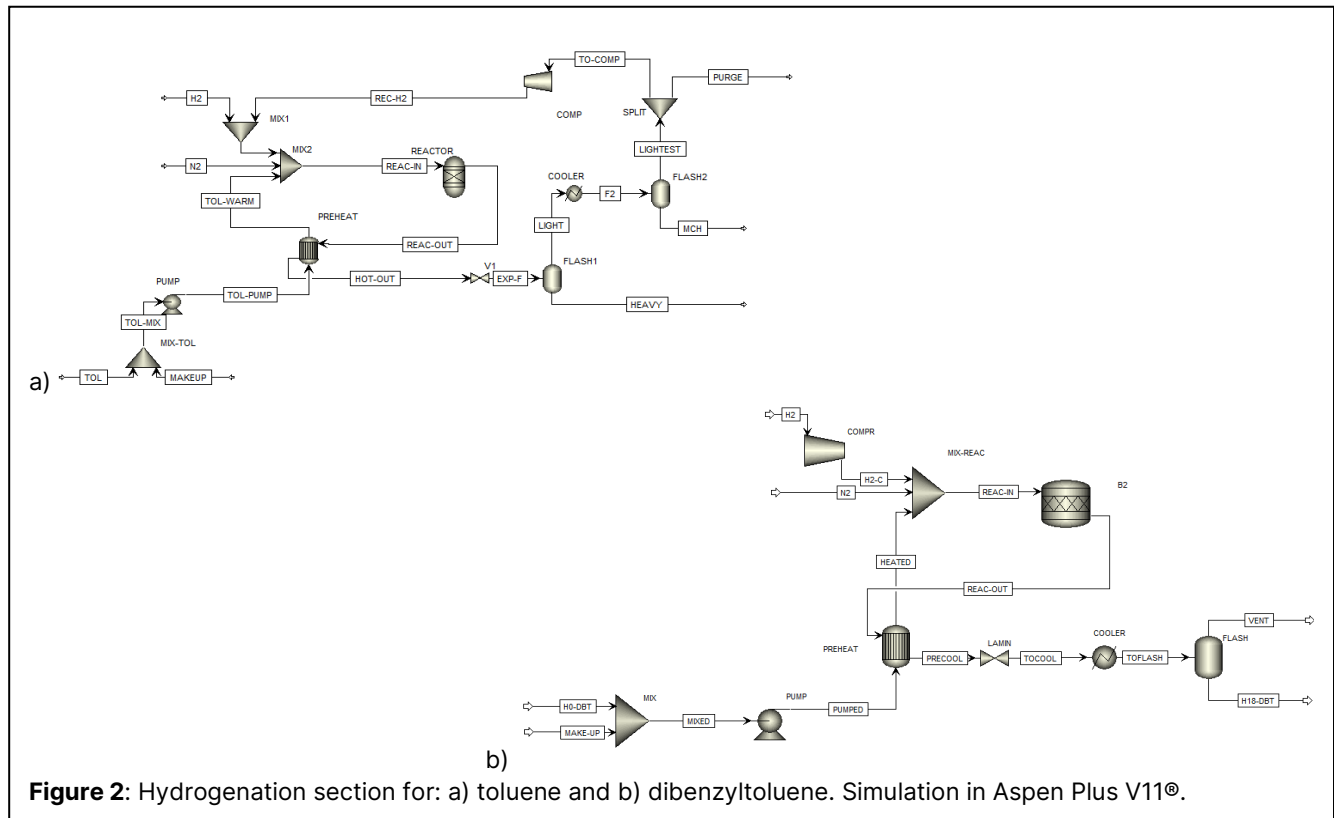 TO-COMP
PURGE
H2
REC-H2
COMP
SPLIT
MIX1
MIX2
REACTOR
LIGHTEST
N2
REAC-IN
COOLER
FLASH2
F2
TOL-WARM
PREHEAT
LIGHT
MCH
REAC-OUT
V1
FLASH1
HOT-OUT
EXP-F
PUMP
TOL-PUMP
HEAVY
TOL-MIX
MIX-TOL
a)
TOL
MAKEUP
H2
COMPR
MIX-REAC
H2-C
B2
N2
REAC-IN
HEATED
REAC-OUT
VENT
PREHEAT
LAMIN
COOLER
FLASH
PRECOOL
TOCOOL
TOFLASH
MIX
PUMP
H0-DBT
PUMPED
H18-DBT
MIXED
MAKE-UP
b)
Figure 2: Hydrogenation section for: a) toluene and b) dibenzyltoluene. Simulation in Aspen Plus V11®.